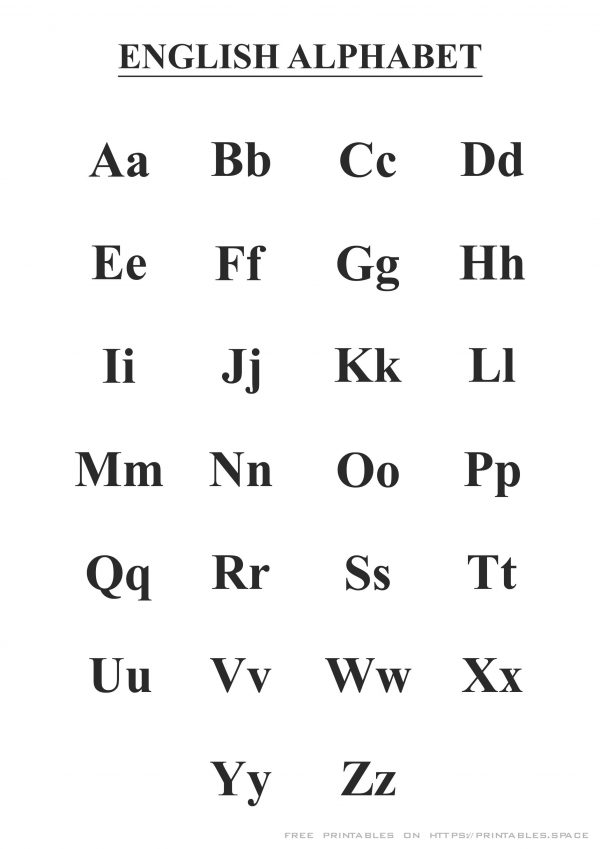 ENGLISH ALPHABET
Aa Bb Cc Dd
Ee Ff Gg Hh
Ii Jj Kk Ll
Mm Nn Oo Pp
Qq Rr Ss Tt
Uu Vv Ww Xx
Yy Zz
FREE PRINTABLES ON HTTPS://PRINTABLES.SPACE